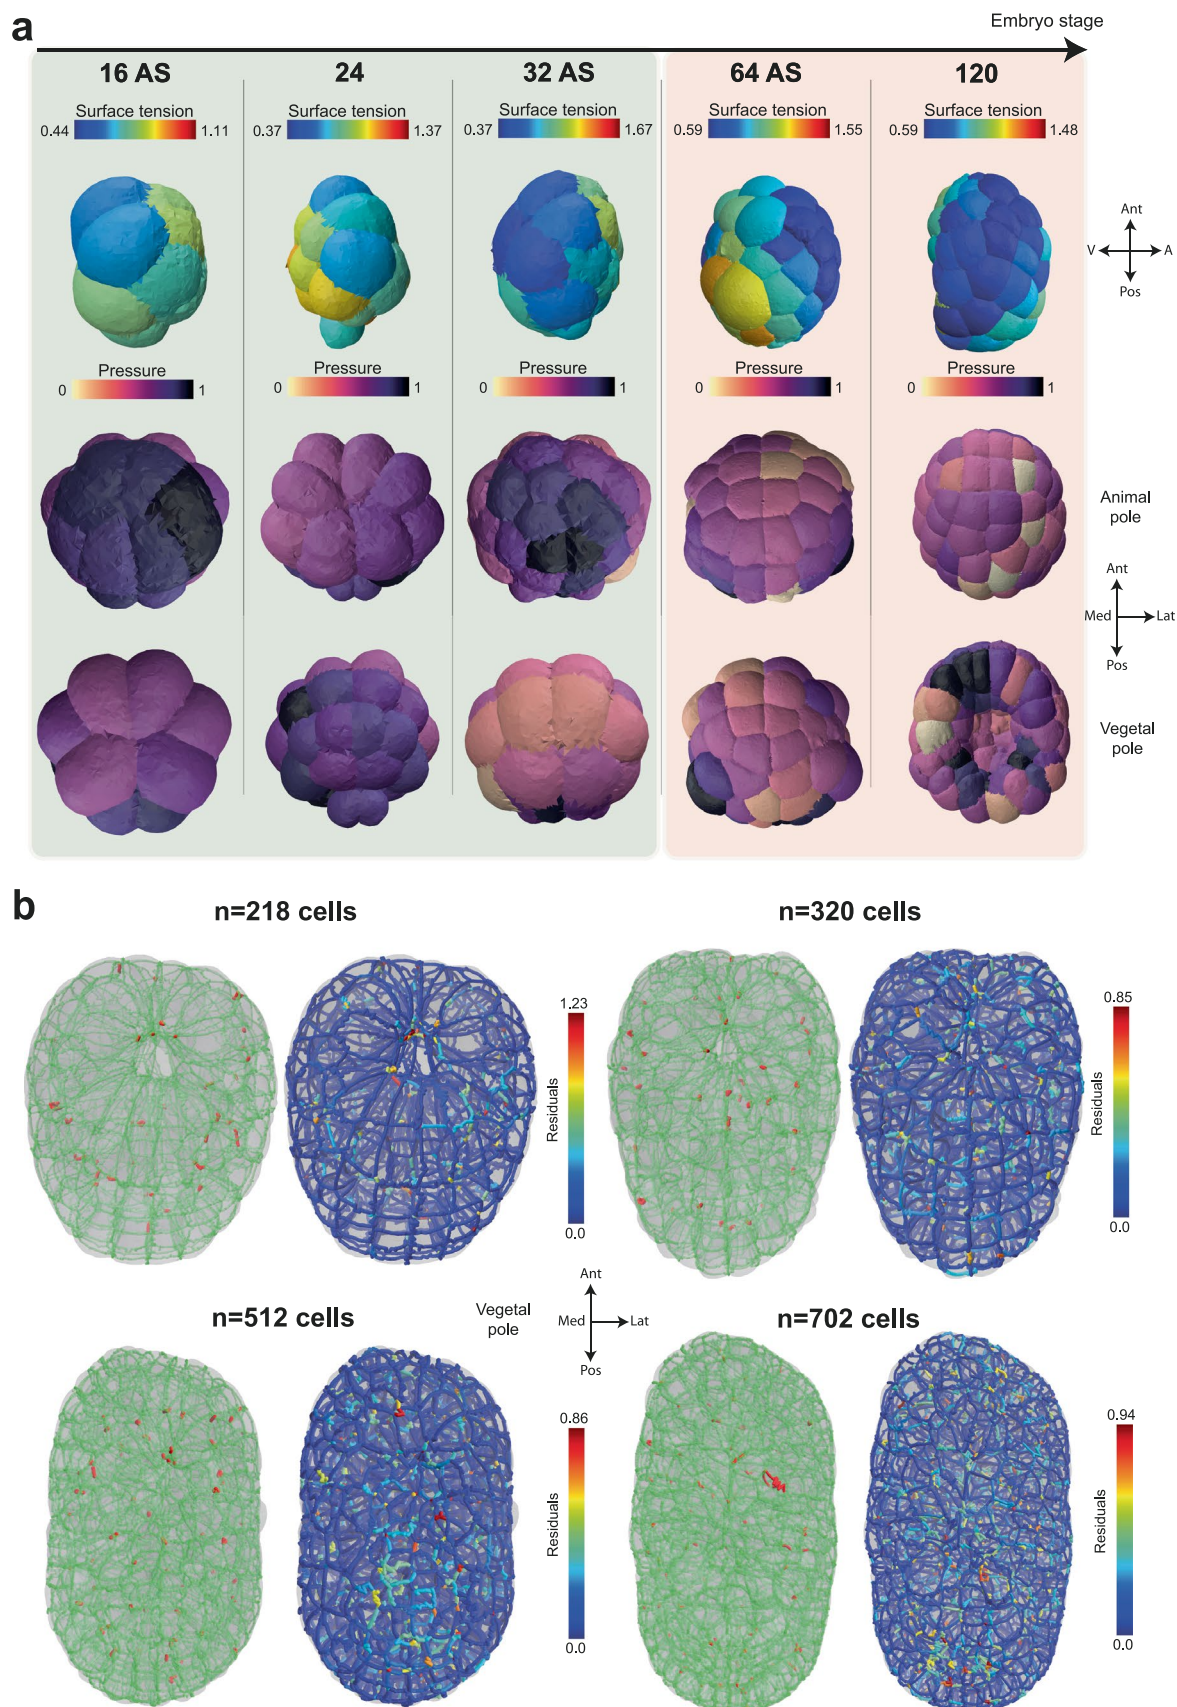 a
Embryo stage
16 AS 24 32 AS 64 AS 120
Surface tension Surface tension Surface tension Surface tension Surface tension
0.44 1.11 0.37 1.37 0.37 1.67 0.59 1.55 0.59 1.48
Ant
V A
Pos
Pressure Pressure Pressure Pressure Pressure
0 1 0 1 0 1 0 1 0 1
Animal
pole
Ant
Med Lat
Pos
Vegetal
pole
b
n=218 cells n=320 cells
1.23
Residuals
0.0
0.85
Residuals
0.0
Vegetal
pole
Ant
Med Lat
Pos
n=512 cells n=702 cells
0.86
Residuals
0.0
0.94
Residuals
0.0